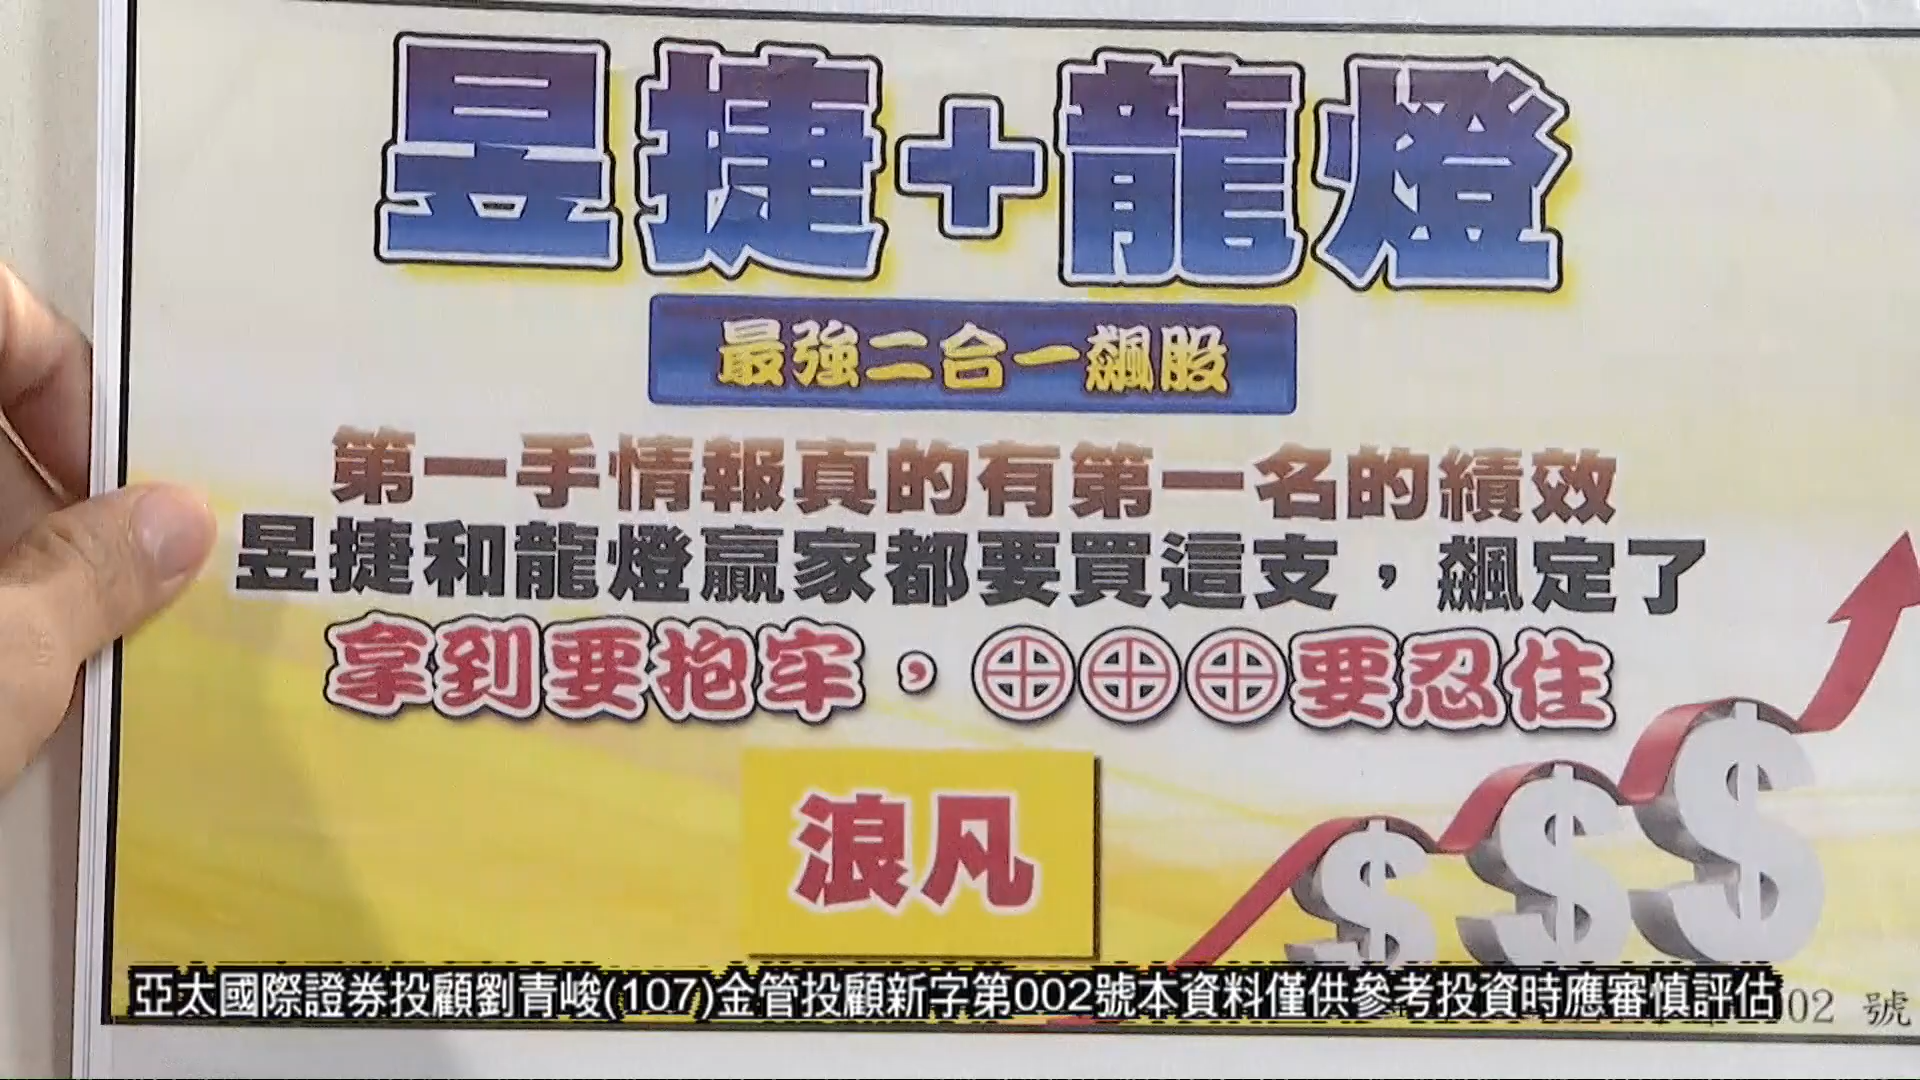 昱捷+龍燈
最強二合一飆股
第一手情報真的有第一名的績效
昱捷和龍燈贏家都要買這支，飆定了
拿到要抱牢，⊕⊕⊕要忍住
浪凡
亞太國際證券投顧劉青峻(107)金管投顧新字第002號本資料僅供參考投資時應審慎評估
02 號